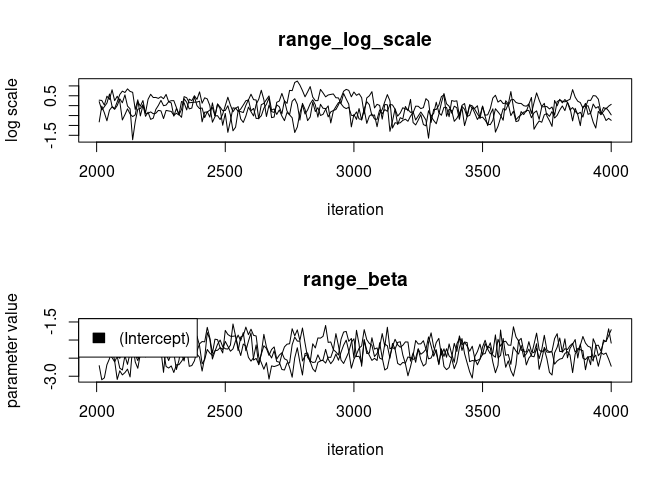 range_log_scale
log scale
0.5
-1.5
2000 2500 3000 3500 4000
iteration
range_beta
parameter value
-1.5
-3.0
(Intercept)
2000 2500 3000 3500 4000
iteration